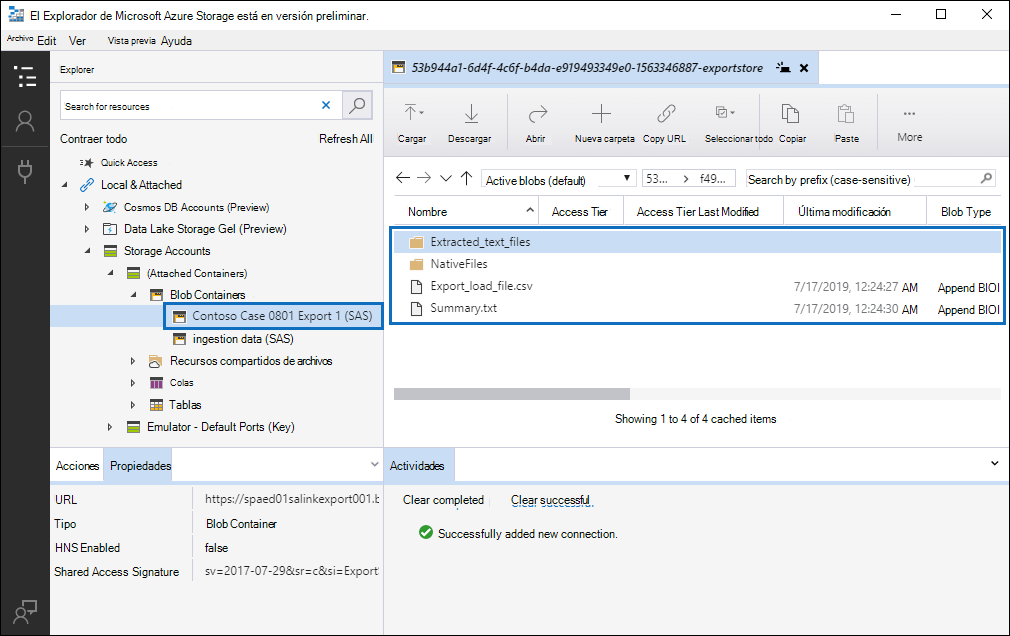 El Explorador de Microsoft Azure Storage está en versión preliminar.
Archivo Edit Ver Vista previa Ayuda
Explorer
Search for resources
Contraer todo Refresh All
Quick Access
Local & Attached
Cosmos DB Accounts (Preview)
Data Lake Storage Gel (Preview)
Storage Accounts
(Attached Containers)
Blob Containers
Contoso Case 0801 Export 1 (SAS)
ingestion data (SAS)
Recursos compartidos de archivos
Colas
Tablas
Emulator - Default Ports (Key)
Acciones Propiedades
URL https://spaed01salinkexport001.b
Tipo Blob Container
HNS Enabled false
Shared Access Signature sv=2017-07-29&sr=c&si=Export
53b944a1-6d4f-4c6f-b4da-e919493349e0-1563346887-exportstore
Cargar Descargar Abrir Nueva carpeta Copy URL Seleccionar todo Copiar Paste More
Active blobs (default) 53... f49... Search by prefix (case-sensitive)
Nombre Access Tier Access Tier Last Modified Última modificación Blob Type
Extracted_text_files
NativeFiles
Export_load_file.csv 7/17/2019, 12:24:27 AM Append BIOI
Summary.txt 7/17/2019, 12:24:30 AM Append BIOI
Showing 1 to 4 of 4 cached items
Actividades
Clear completed Clear successful
Successfully added new connection.